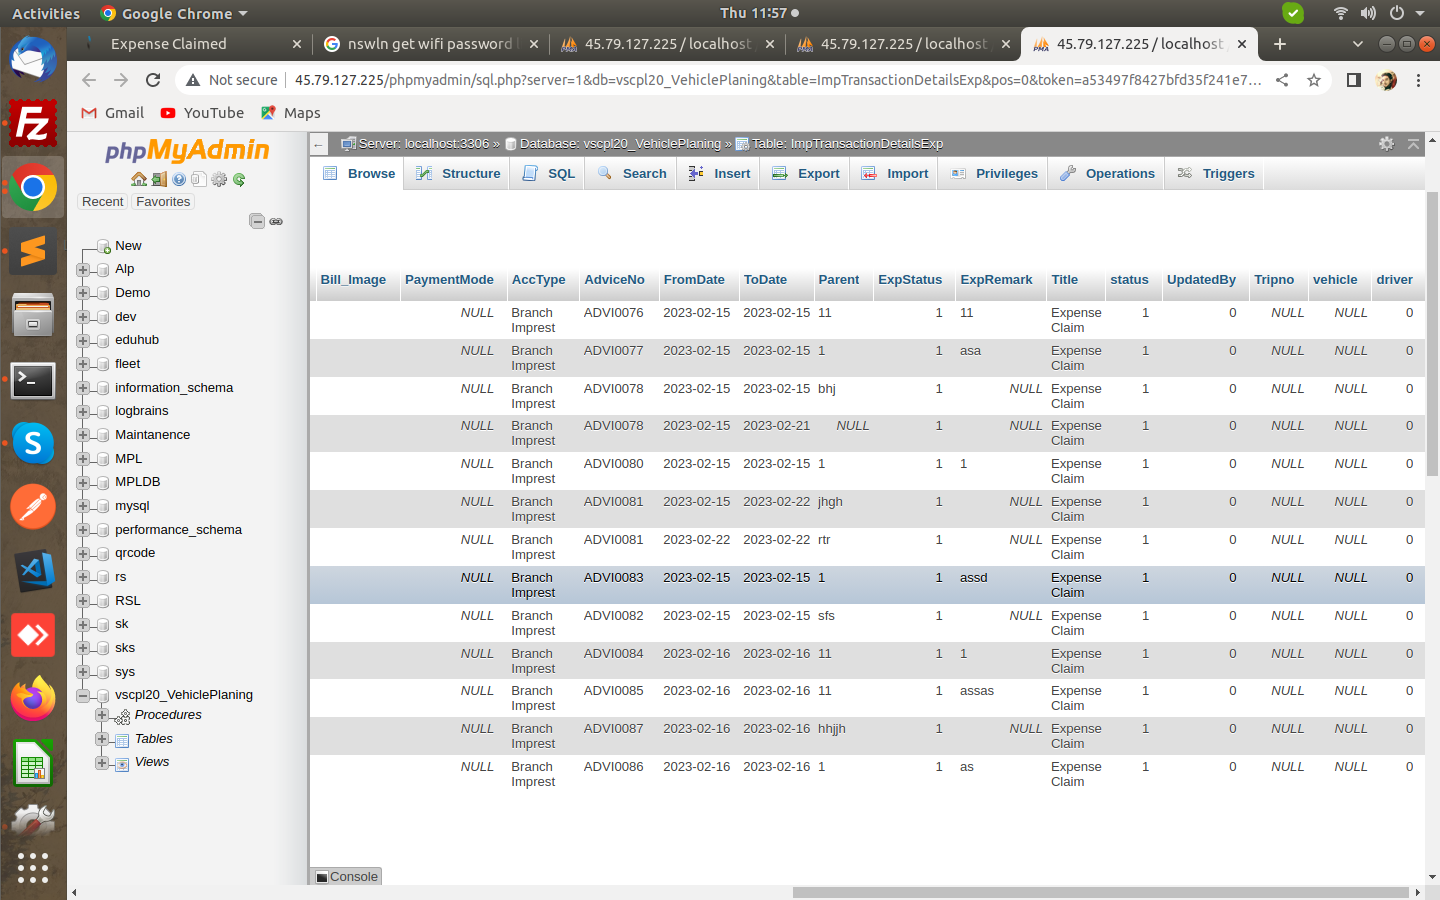 Activities
Google Chrome
Thu 11:57
Expense Claimed
nswln get wifi password
45.79.127.225 / localhost
45.79.127.225 / localhost
45.79.127.225 / localhost
Not secure
45.79.127.225/phpmyadmin/sql.php?server=1&db=vscpl20_VehiclePlaning&table=ImpTransactionDetailsExp&pos=0&token=a53497f8427bfd35f241e7...
Gmail
YouTube
Maps
phpMyAdmin
Recent
Favorites
New
Alp
Demo
dev
eduhub
fleet
information_schema
logbrains
Maintanence
MPL
MPLDB
mysql
performance_schema
qrcode
rs
RSL
sk
sks
sys
vscpl20_VehiclePlaning
Procedures
Tables
Views
Server: localhost:3306 » Database: vscpl20_VehiclePlaning » Table: ImpTransactionDetailsExp
Browse Structure SQL Search Insert Export Import Privileges Operations Triggers
Bill_Image PaymentMode AccType AdviceNo FromDate ToDate Parent ExpStatus ExpRemark Title status UpdatedBy Tripno vehicle driver
NULL Branch Imprest ADVI0076 2023-02-15 2023-02-15 11 1 11 Expense Claim 1 0 NULL NULL 0
NULL Branch Imprest ADVI0077 2023-02-15 2023-02-15 1 1 asa Expense Claim 1 0 NULL NULL 0
NULL Branch Imprest ADVI0078 2023-02-15 2023-02-15 bhj 1 NULL Expense Claim 1 0 NULL NULL 0
NULL Branch Imprest ADVI0078 2023-02-15 2023-02-21 NULL 1 NULL Expense Claim 1 0 NULL NULL 0
NULL Branch Imprest ADVI0080 2023-02-15 2023-02-15 1 1 1 Expense Claim 1 0 NULL NULL 0
NULL Branch Imprest ADVI0081 2023-02-15 2023-02-22 jhgh 1 NULL Expense Claim 1 0 NULL NULL 0
NULL Branch Imprest ADVI0081 2023-02-22 2023-02-22 rtr 1 NULL Expense Claim 1 0 NULL NULL 0
NULL Branch Imprest ADVI0083 2023-02-15 2023-02-15 1 1 assd Expense Claim 1 0 NULL NULL 0
NULL Branch Imprest ADVI0082 2023-02-15 2023-02-15 sfs 1 NULL Expense Claim 1 0 NULL NULL 0
NULL Branch Imprest ADVI0084 2023-02-16 2023-02-16 11 1 1 Expense Claim 1 0 NULL NULL 0
NULL Branch Imprest ADVI0085 2023-02-16 2023-02-16 11 1 assas Expense Claim 1 0 NULL NULL 0
NULL Branch Imprest ADVI0087 2023-02-16 2023-02-16 hhjjh 1 NULL Expense Claim 1 0 NULL NULL 0
NULL Branch Imprest ADVI0086 2023-02-16 2023-02-16 1 1 as Expense Claim 1 0 NULL NULL 0
Console